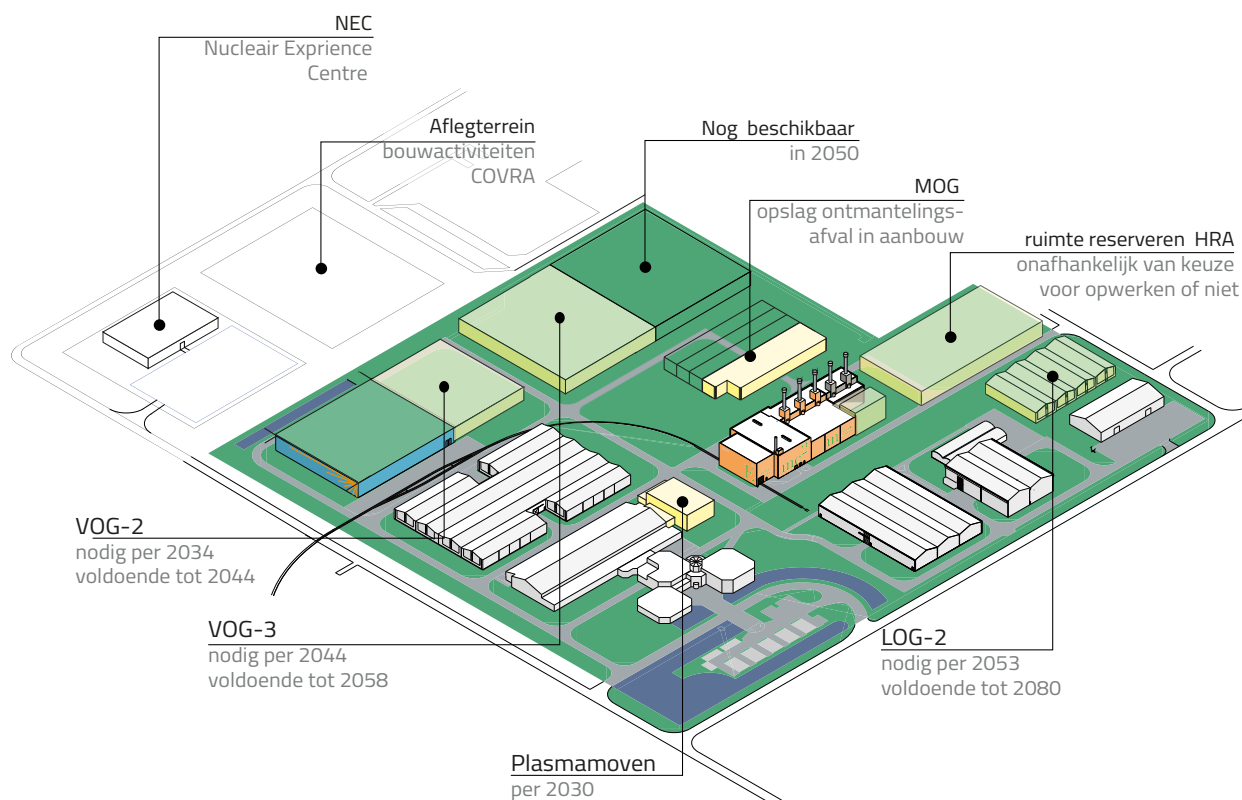 NEC
Nucleair Exprience
Centre
Aflegterrein
bouwactiviteiten
COVRA
Nog beschikbaar
in 2050
MOG
opslag ontmantelings-
afval in aanbouw
ruimte reserveren HRA
onafhankelijk van keuze
voor opwerken of niet
VOG-2
nodig per 2034
voldoende tot 2044
VOG-3
nodig per 2044
voldoende tot 2058
LOG-2
nodig per 2053
voldoende tot 2080
Plasmamoven
per 2030